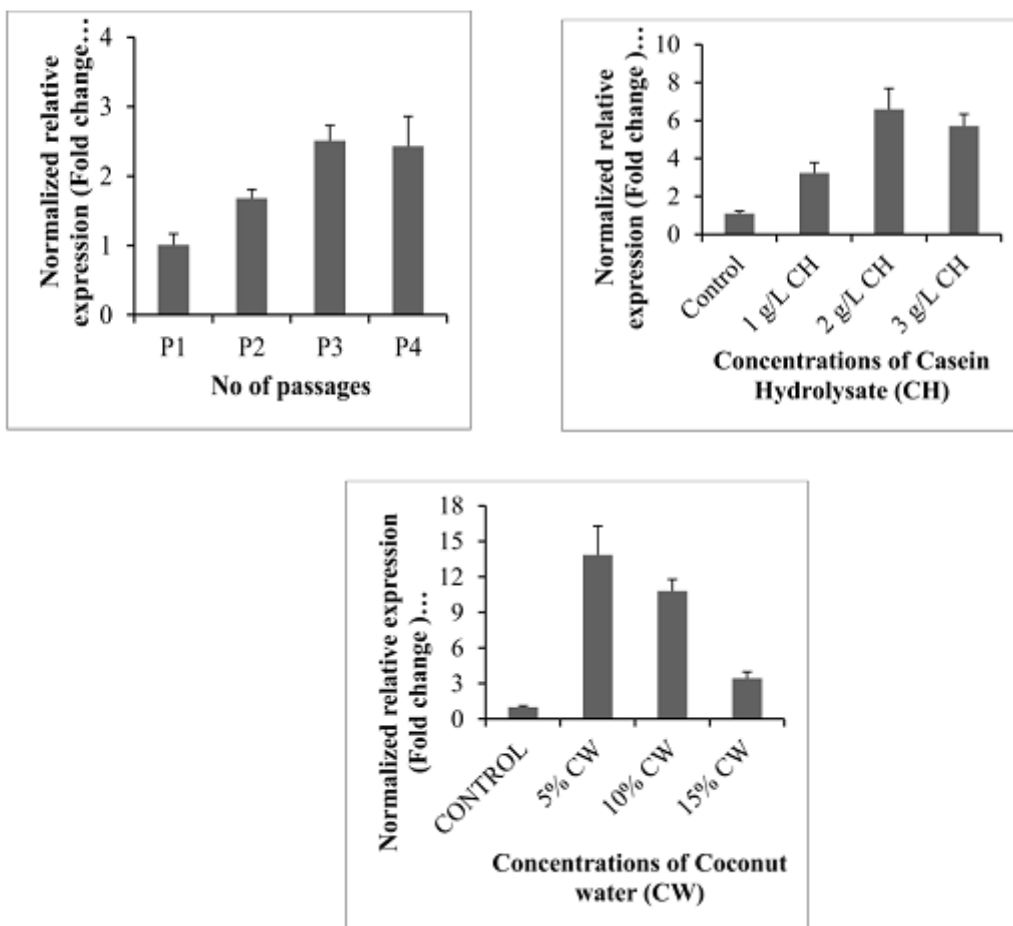 Normalized relative
expression (Fold change...
4
3
2
1
0
P1 P2 P3 P4
No of passages
Normalized relative
expression (Fold change )...
10
8
6
4
2
0
Control
1 g/L CH
2 g/L CH
3 g/L CH
Concentrations of Casein
Hydrolysate (CH)
Normalized relative expression
(Fold change )...
18
15
12
9
6
3
0
CONTROL
5% CW
10% CW
15% CW
Concentrations of Coconut
water (CW)